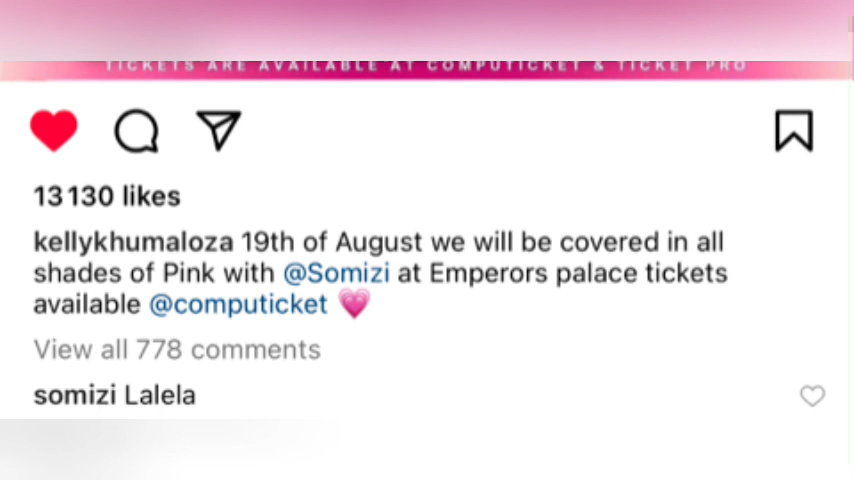 TICKETS ARE AVAILABLE AT COMPUTICKET & TICKET PRO
13 130 likes
kellykhumaloza 19th of August we will be covered in all
shades of Pink with @Somizi at Emperors palace tickets
available @computicket 💗
View all 778 comments
somizi Lalela